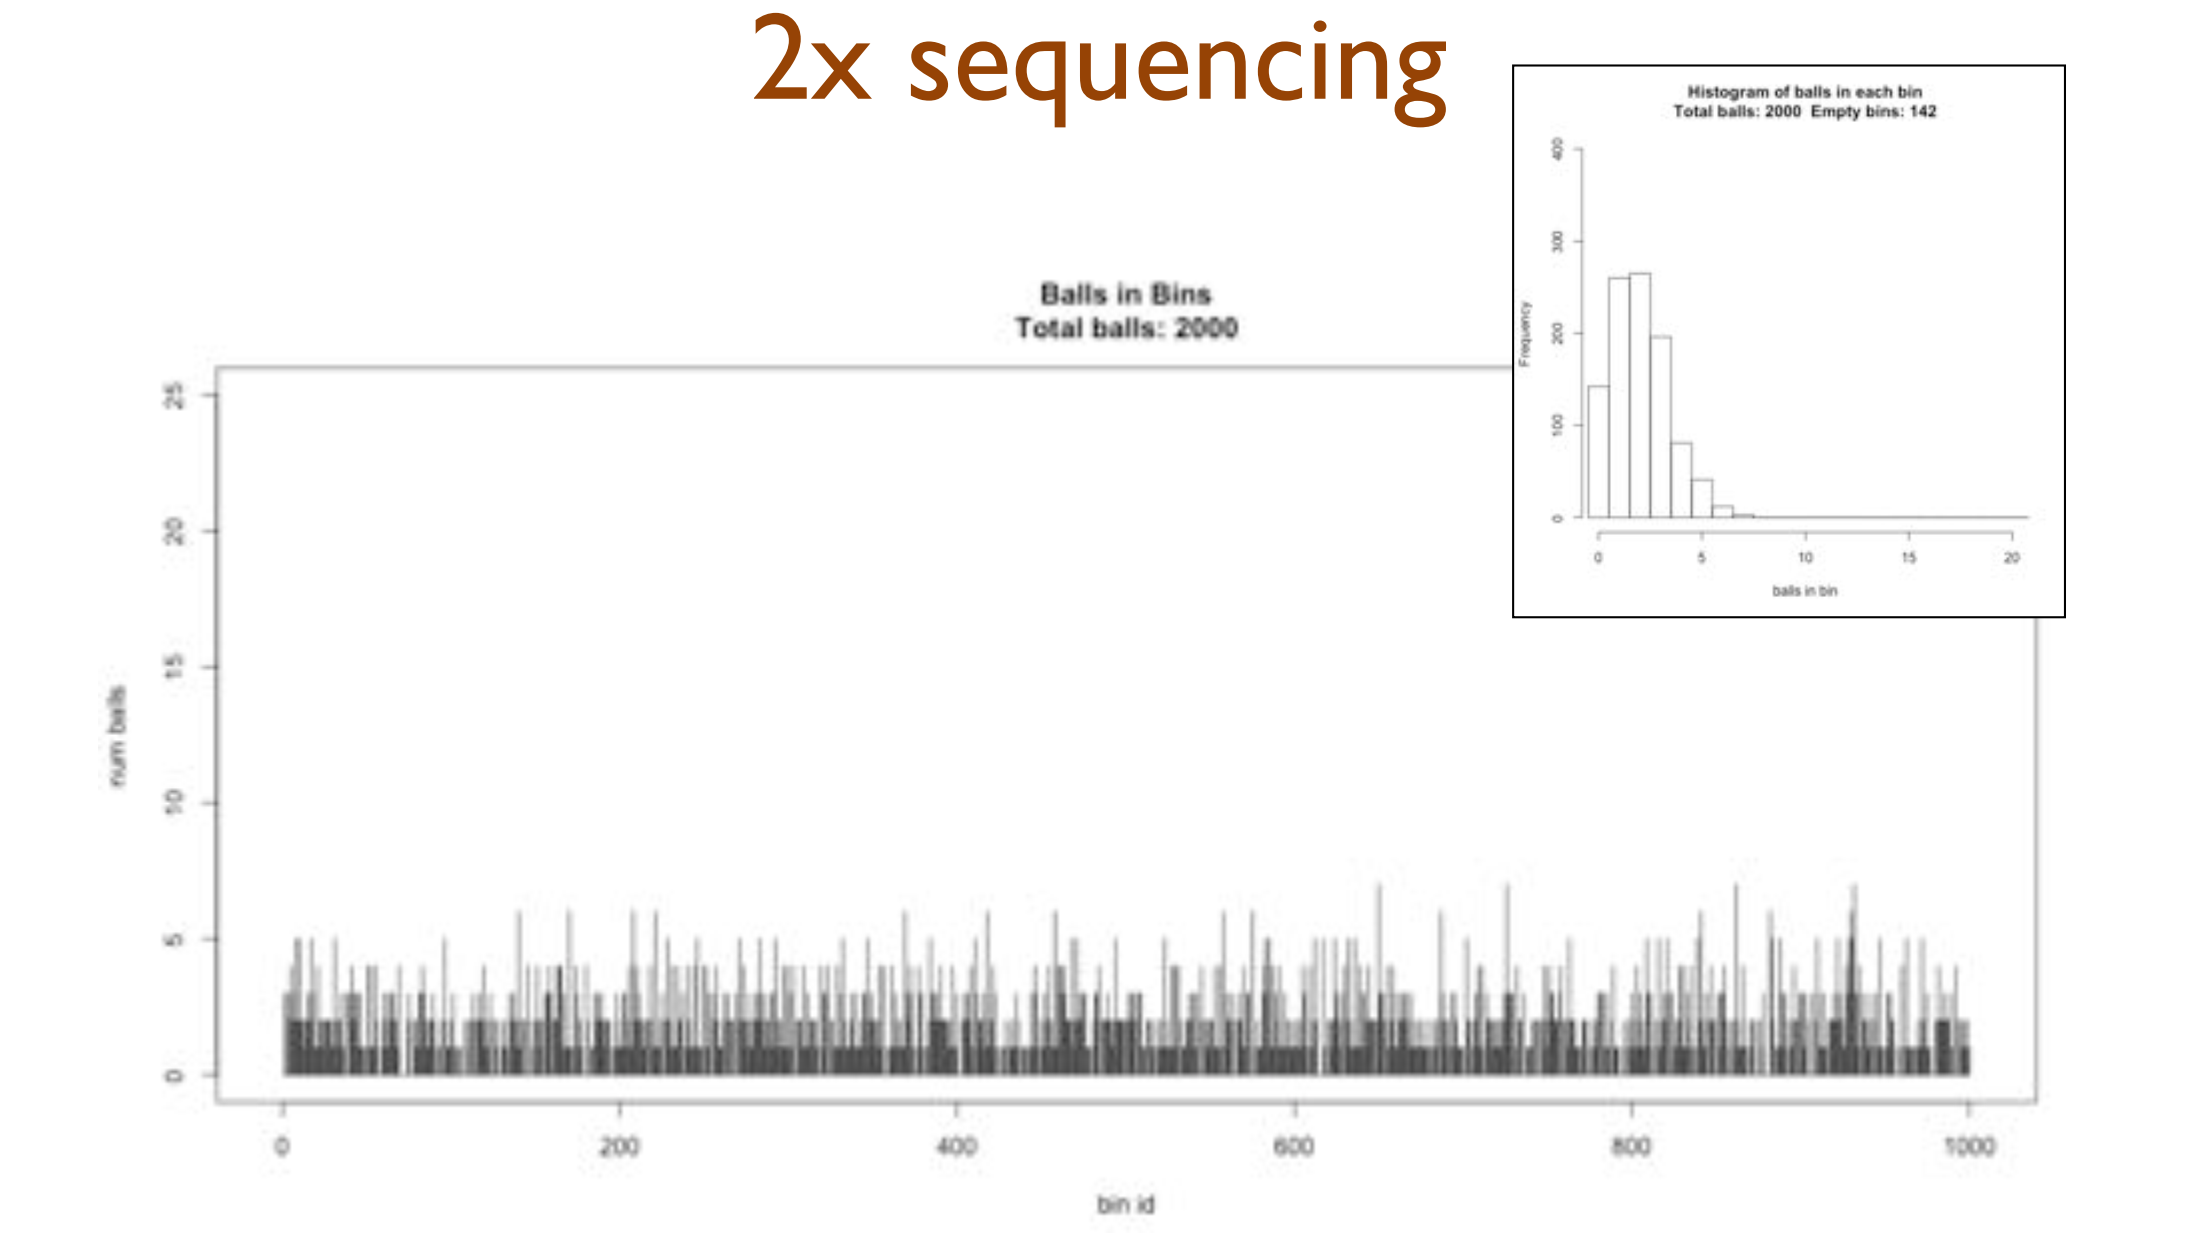 2x sequencing
Histogram of balls in each bin
Total balls: 2000 Empty bins: 142
400
300
200
100
0
Frequency
0 5 10 15 20
balls in bin
Balls in Bins
Total balls: 2000
25
20
15
10
5
0
num balls
0 200 400 600 800 1000
bin id